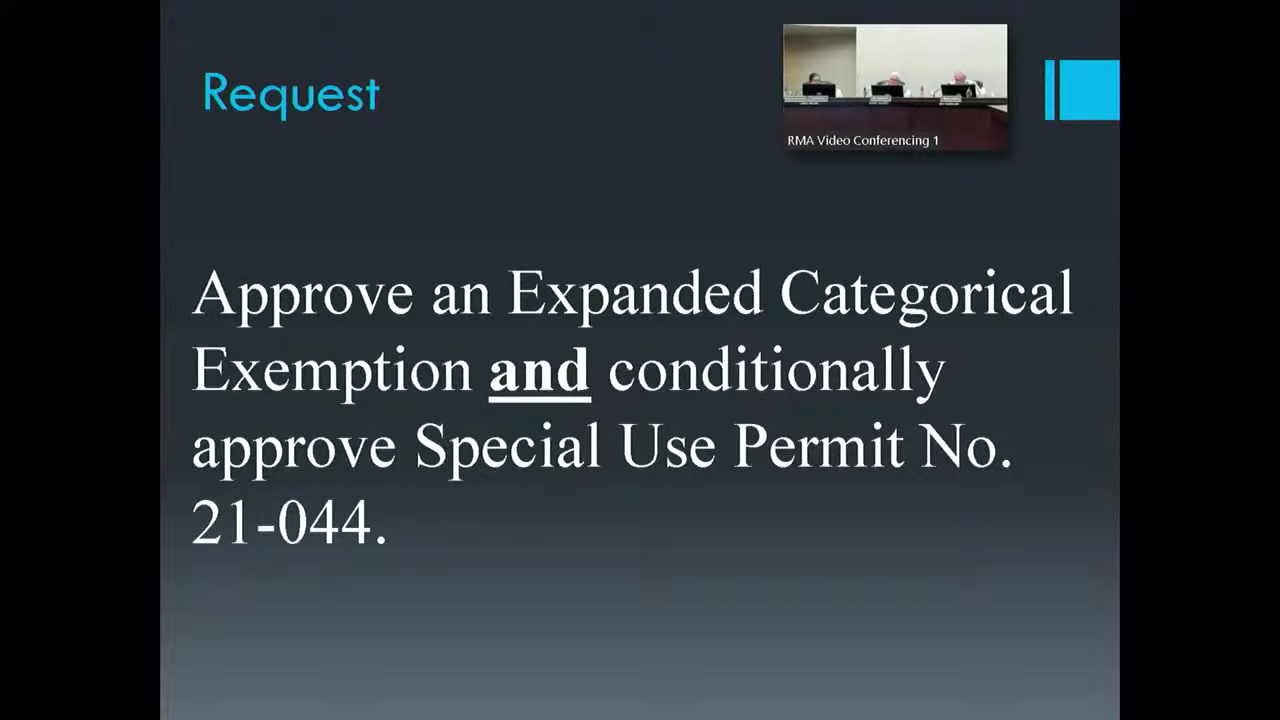 Request
RMA Video Conferencing 1
Approve an Expanded Categorical
Exemption and conditionally
approve Special Use Permit No.
21-044.